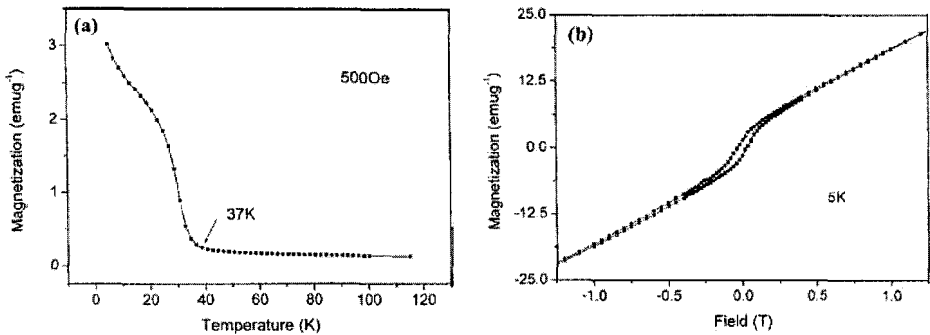 (a)
500Oe
37K
Magnetization (emug⁻¹)
3
2
1
0
0 20 40 60 80 100 120
Temperature (K)
(b)
5K
Magnetization (emug⁻¹)
25.0
12.5
0.0
-12.5
-25.0
-1.0 -0.5 0.0 0.5 1.0
Field (T)